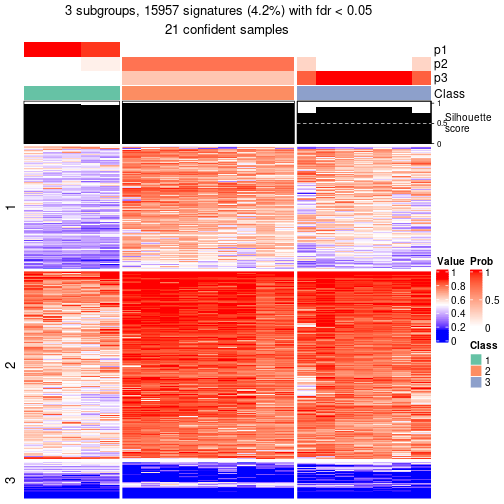 3 subgroups, 15957 signatures (4.2%) with fdr < 0.05
21 confident samples
p1
p2
p3
Class
1
0.5
0
Silhouette
score
1
2
3
Value
1
0.8
0.6
0.4
0.2
0
Prob
1
0.5
0
Class
1
2
3